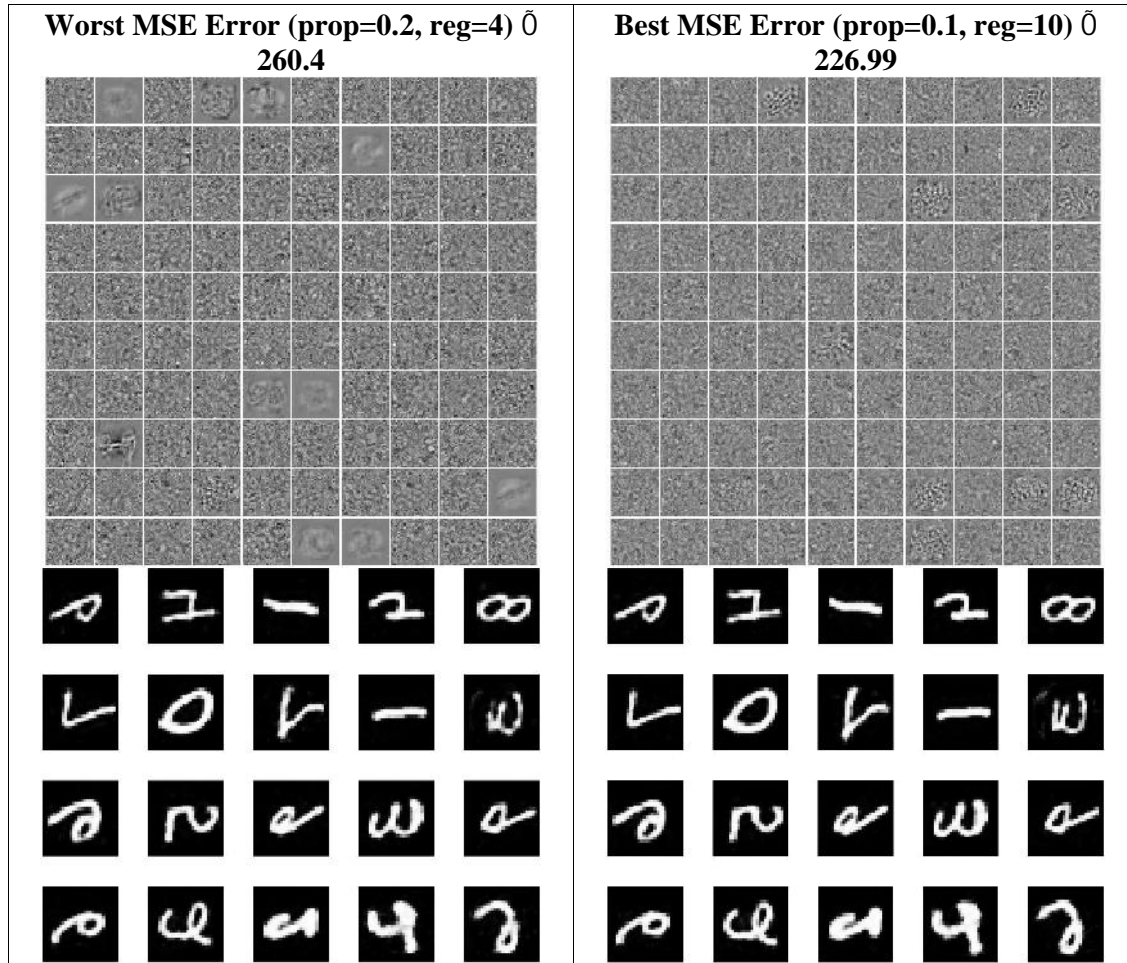 Worst MSE Error (prop=0.2, reg=4) Õ
260.4
Best MSE Error (prop=0.1, reg=10) Õ
226.99